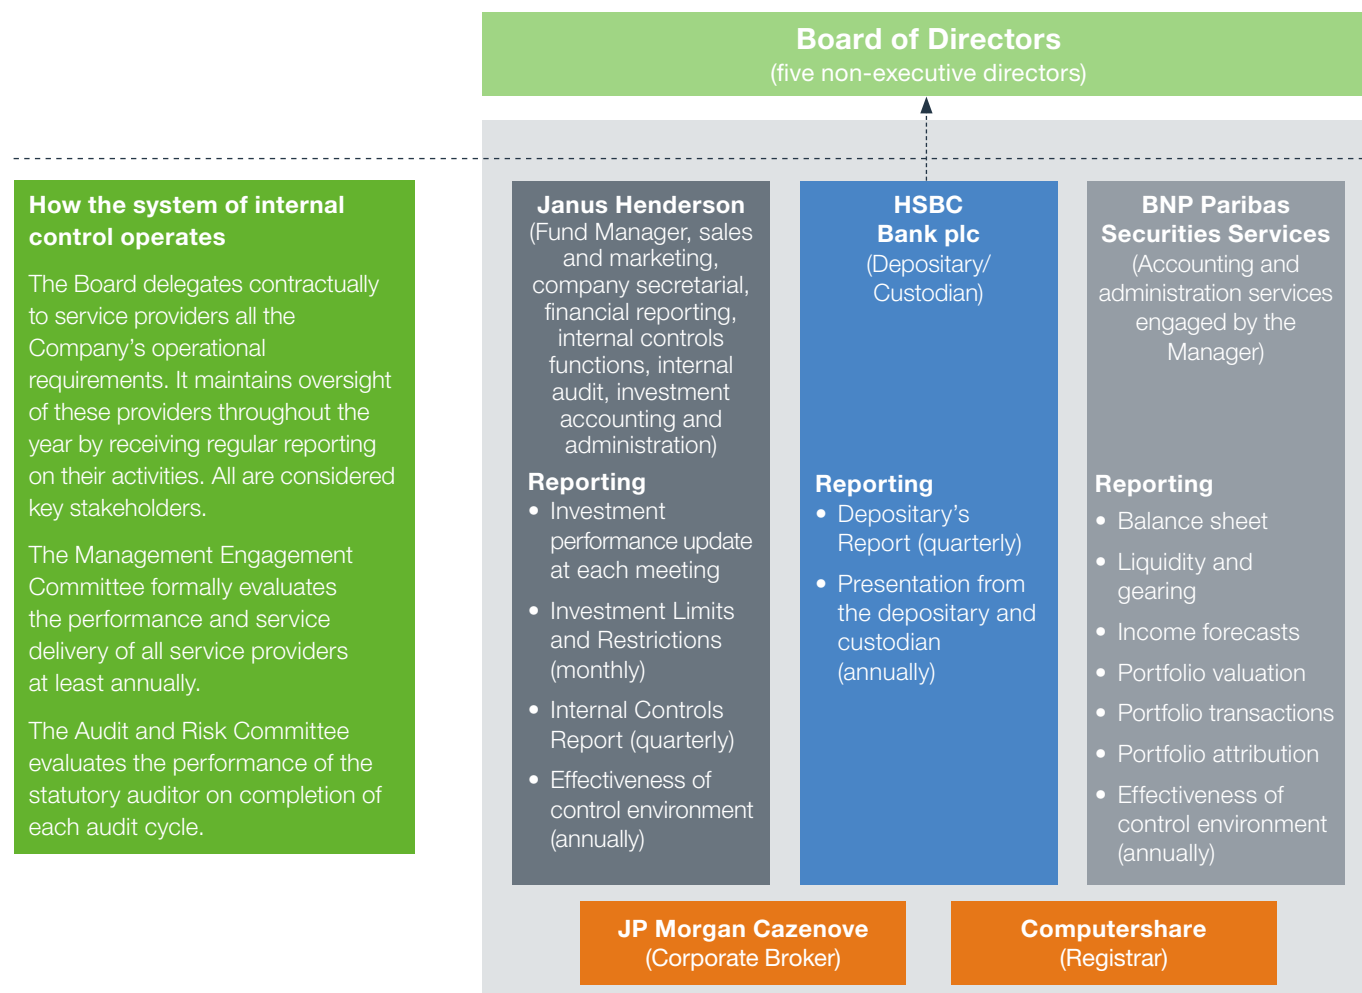 Board of Directors
(five non-executive directors)
How the system of internal
control operates
The Board delegates contractually
to service providers all the
Company’s operational
requirements. It maintains oversight
of these providers throughout the
year by receiving regular reporting
on their activities. All are considered
key stakeholders.
The Management Engagement
Committee formally evaluates
the performance and service
delivery of all service providers
at least annually.
The Audit and Risk Committee
evaluates the performance of the
statutory auditor on completion of
each audit cycle.
Janus Henderson
(Fund Manager, sales
and marketing,
company secretarial,
financial reporting,
internal controls
functions, internal
audit, investment
accounting and
administration)
Reporting
• Investment
performance update
at each meeting
• Investment Limits
and Restrictions
(monthly)
• Internal Controls
Report (quarterly)
• Effectiveness of
control environment
(annually)
HSBC
Bank plc
(Depositary/
Custodian)
Reporting
• Depositary’s
Report (quarterly)
• Presentation from
the depositary and
custodian
(annually)
BNP Paribas
Securities Services
(Accounting and
administration services
engaged by the
Manager)
Reporting
• Balance sheet
• Liquidity and
gearing
• Income forecasts
• Portfolio valuation
• Portfolio transactions
• Portfolio attribution
• Effectiveness of
control environment
(annually)
JP Morgan Cazenove
(Corporate Broker)
Computershare
(Registrar)